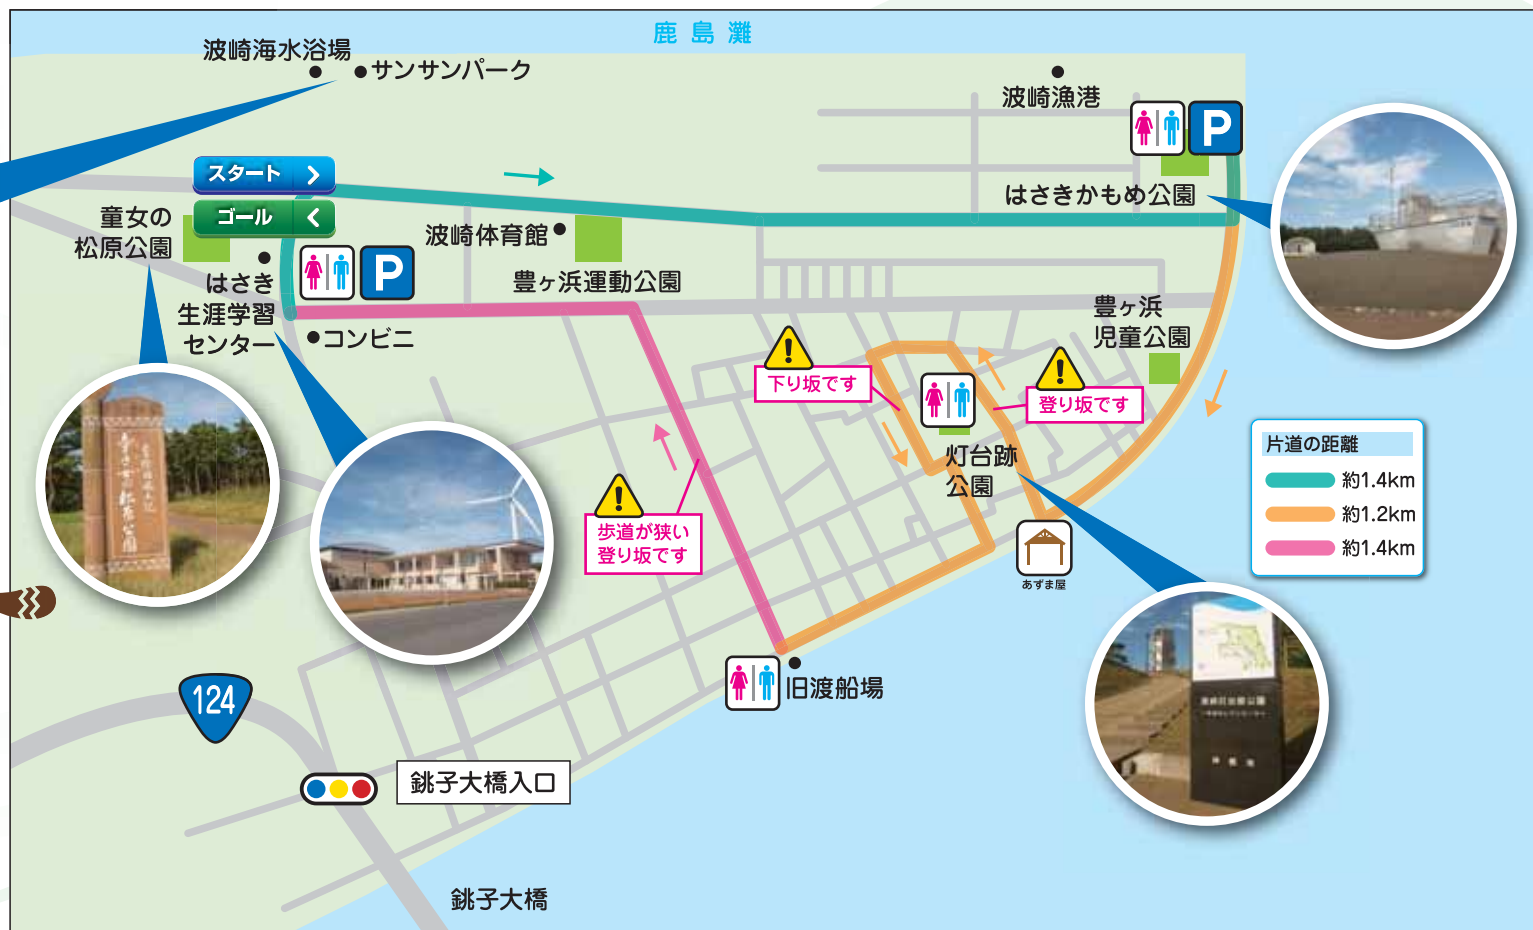 鹿島灘
波崎海水浴場
サンサンパーク
波崎漁港
P
はさきかもめ公園
スタート
ゴール
童女の
松原公園
はさき
生涯学習
センター
P
コンビニ
波崎体育館
豊ヶ浜運動公園
豊ヶ浜
児童公園
!
下り坂です
!
登り坂です
灯台跡
公園
片道の距離
約1.4km
約1.2km
約1.4km
!
歩道が狭い
登り坂です
あずま屋
旧渡船場
124
銚子大橋入口
銚子大橋